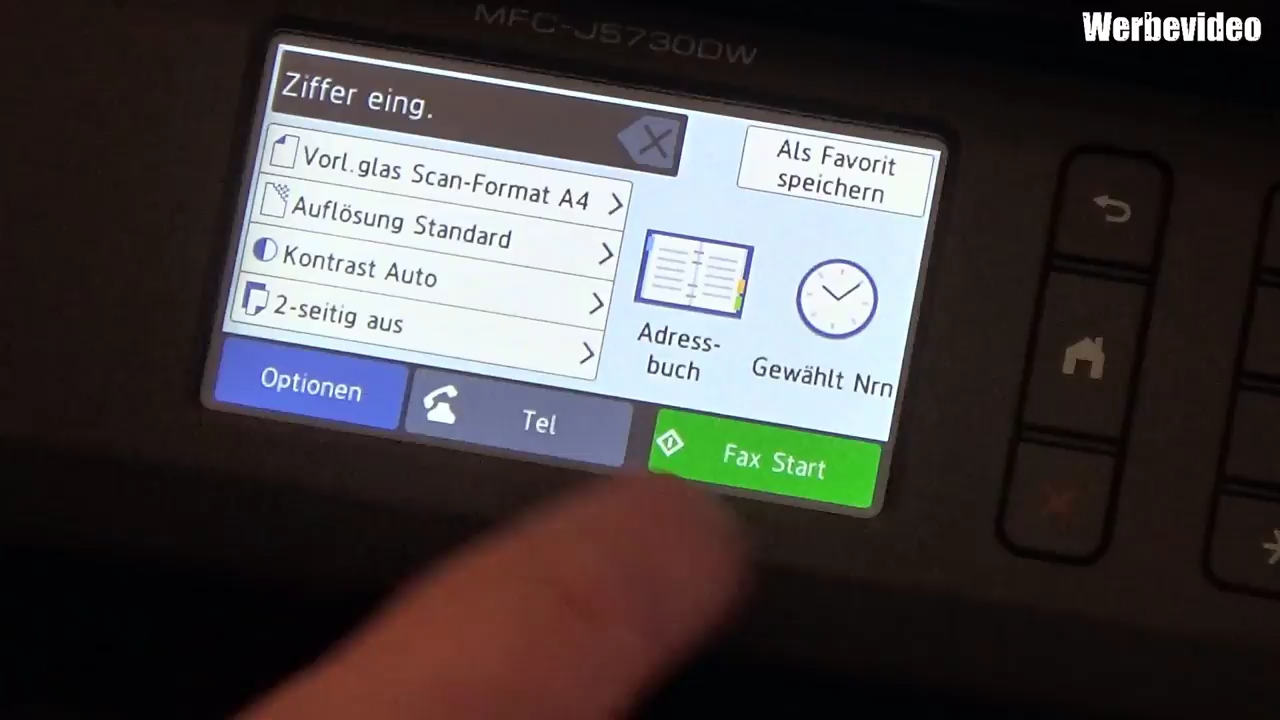 Werbevideo
MFC-J5730DW
Ziffer eing.
Als Favorit
speichern
Vorl.glas Scan-Format A4
Auflösung Standard
Kontrast Auto
2-seitig aus
Adress-
buch
Gewählt Nrn
Optionen
Tel
Fax Start